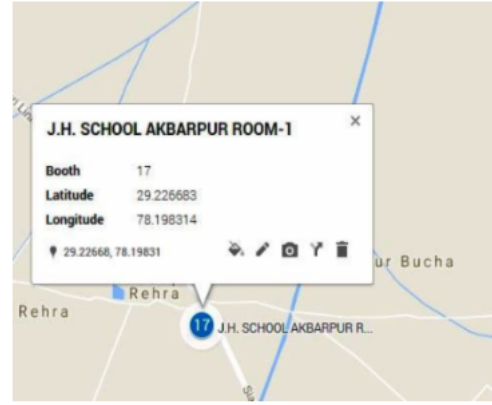 J.H. SCHOOL AKBARPUR ROOM-1
Booth 17
Latitude 29.226683
Longitude 78.198314
29.22668, 78.19831
ur Bucha
Rehra
Rehra
17 J.H. SCHOOL AKBARPUR R...